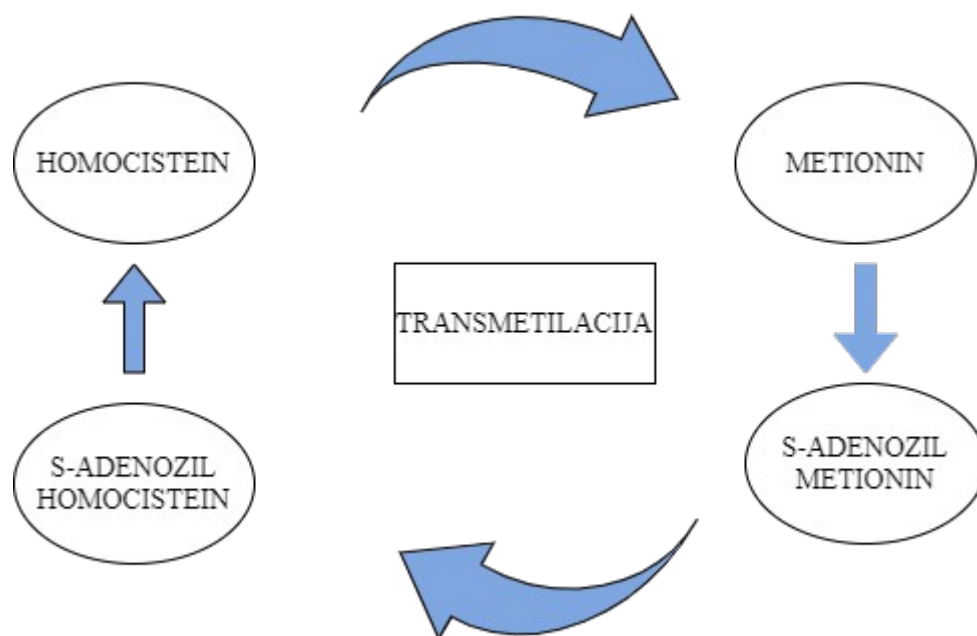 HOMOCISTEIN
METIONIN
TRANSMETILACIJA
S-ADENOZIL
HOMOCISTEIN
S-ADENOZIL
METIONIN